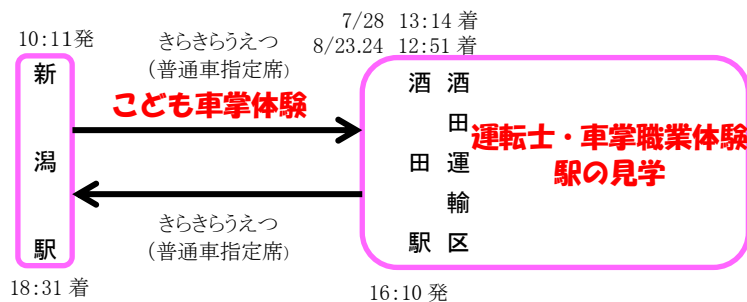 7/28 13:14 着
8/23.24 12:51 着
10:11発
きらきらうえつ
(普通車指定席)
こども車掌体験
新潟駅
酒田駅
酒田運輸区
運転士・車掌職業体験
駅の見学
きらきらうえつ
(普通車指定席)
18:31 着
16:10 発